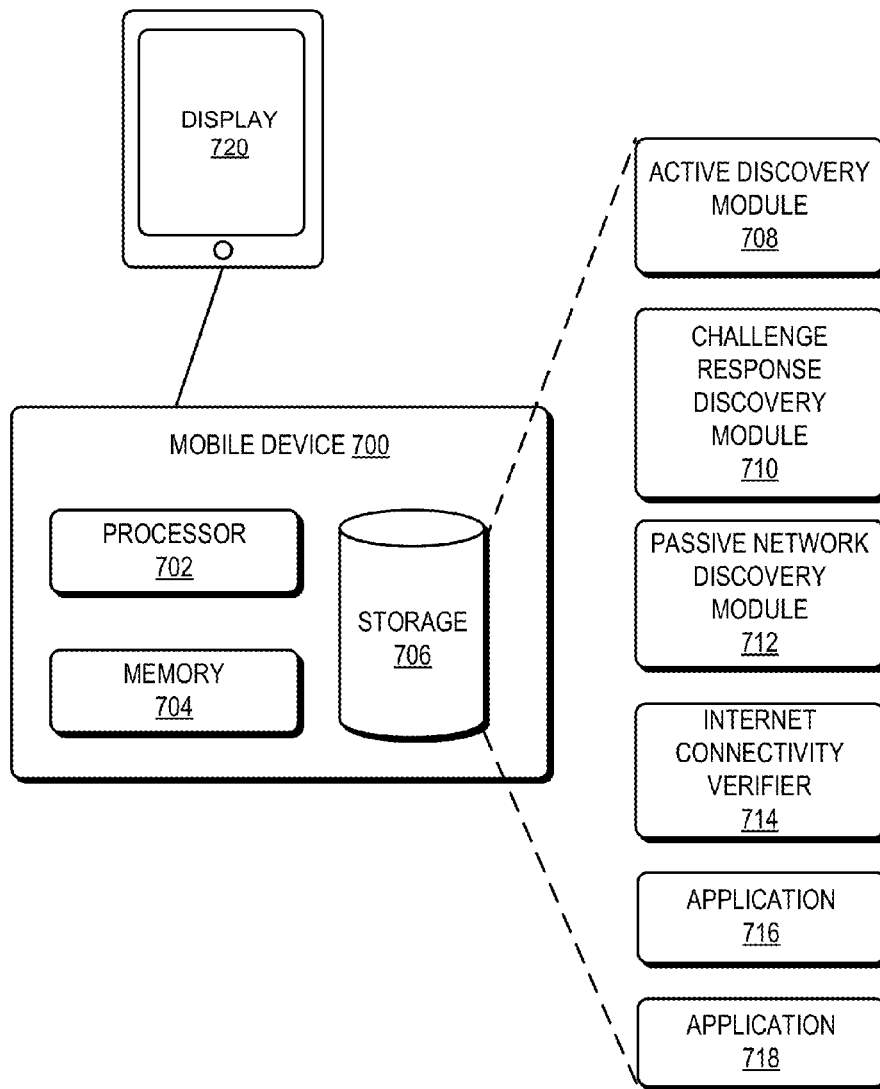 DISPLAY
720
MOBILE DEVICE 700
PROCESSOR
702
MEMORY
704
STORAGE
706
ACTIVE DISCOVERY
MODULE
708
CHALLENGE
RESPONSE
DISCOVERY
MODULE
710
PASSIVE NETWORK
DISCOVERY
MODULE
712
INTERNET
CONNECTIVITY
VERIFIER
714
APPLICATION
716
APPLICATION
718